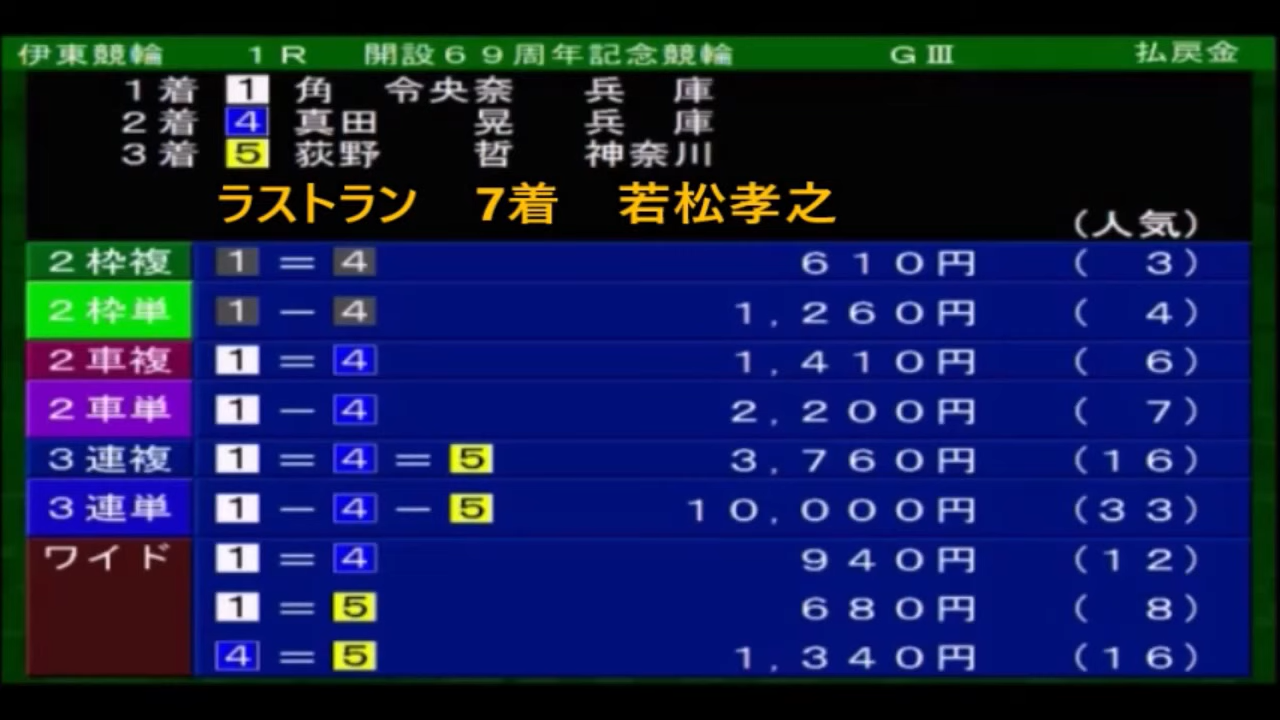 伊東競輪 1R 開設69周年記念競輪 GⅢ 払戻金
1着 1 角 令央奈 兵庫
2着 4 真田 晃 兵庫
3着 5 荻野 哲 神奈川
ラストラン 7着 若松孝之
(人気)
2枠複 1=4 610円 (3)
2枠単 1-4 1,260円 (4)
2車複 1=4 1,410円 (6)
2車単 1-4 2,200円 (7)
3連複 1=4=5 3,760円 (16)
3連単 1-4-5 10,000円 (33)
ワイド 1=4 940円 (12)
1=5 680円 (8)
4=5 1,340円 (16)